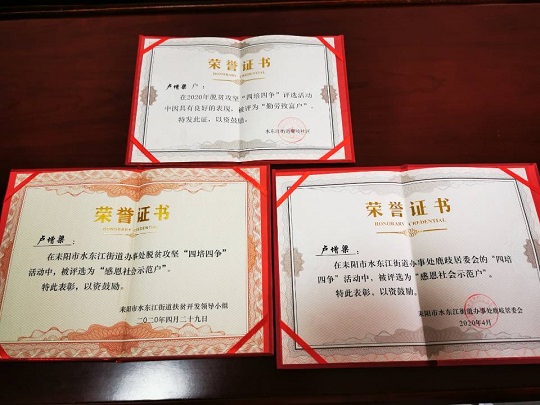 荣誉证书
HONORARY CREDENTIAL
卢增梁 户:
在2020年脱贫攻坚“四培四争”评选活动
中因具有良好的表现，被评为“勤劳致富户”，
特发此证，以资鼓感。
荣誉证书
卢增梁:
在耒阳市水东江街道办事处脱贫攻坚“四培四争”
活动中，被评选为“感恩社会示范户”。
特此表彰，以资鼓励。
耒阳市水东江街道扶贫开发领导小组
二〇二〇年四月二十九日
荣誉证书
HONORARY CREDENTIAL
卢增梁:
在耒阳市水东江街道办事处鹿歧居委会的“四培
四争”活动中，被评选为“感恩社会示范户”。
特此表彰，以资鼓励。
耒阳市水东江街道办事处鹿歧居委会
2020年4月